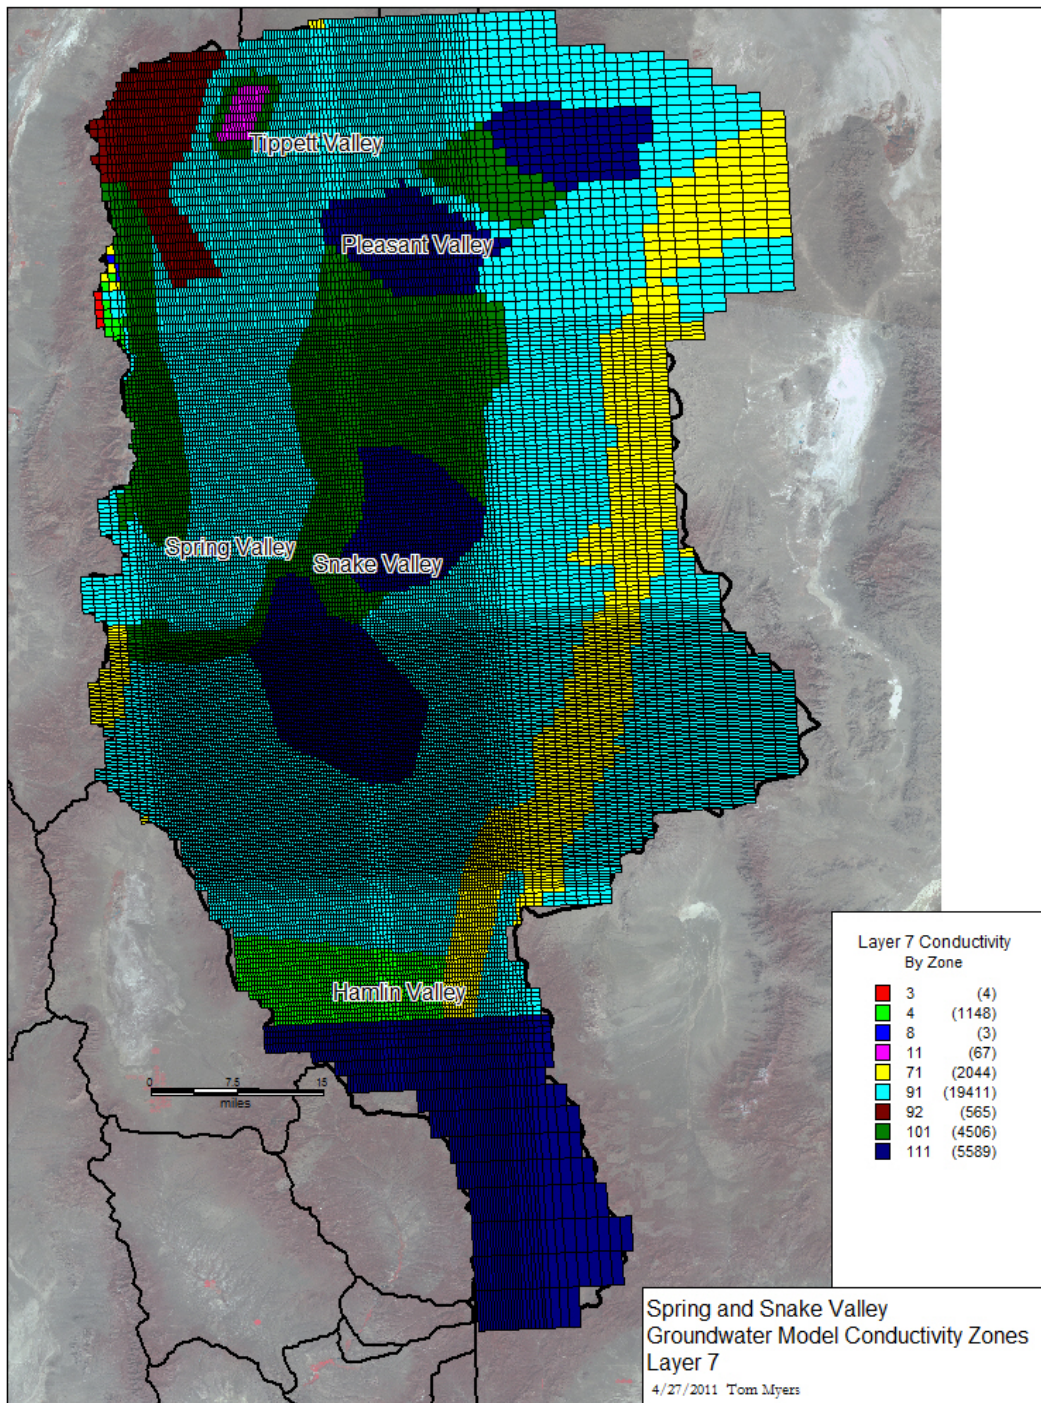 Tippett Valley
Pleasant Valley
Spring Valley
Snake Valley
Hamlin Valley
0 7.5 15
miles
Layer 7 Conductivity
By Zone
3 (4)
4 (1148)
8 (3)
11 (67)
71 (2044)
91 (19411)
92 (565)
101 (4506)
111 (5589)
Spring and Snake Valley
Groundwater Model Conductivity Zones
Layer 7
4/27/2011 Tom Myers